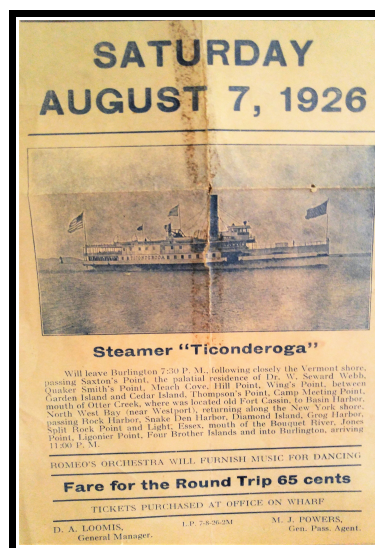 SATURDAY
AUGUST 7, 1926
TICONDEROGA
Steamer "Ticonderoga"
Will leave Burlington 7:30 P. M., following closely the Vermont shore,
passing Saxton's Point, the palatial residence of Dr. W. Seward Webb,
Quaker Smith's Point, Meach Cove, Hill Point, Wing's Point, between
Garden Island and Cedar Island, Thompson's Point, Camp Meeting Point,
mouth of Otter Creek, where was located old Fort Cassin, to Basin Harbor,
North West Bay (near Westport), returning along the New York shore,
passing Rock Harbor, Snake Den Harbor, Diamond Island, Greg Harbor,
Split Rock Point and Light, Essex, mouth of the Bouquet River, Jones
Point, Ligonier Point, Four Brother Islands and into Burlington, arriving
11:00 P. M.
ROMEO'S ORCHESTRA WILL FURNISH MUSIC FOR DANCING
Fare for the Round Trip 65 cents
TICKETS PURCHASED AT OFFICE ON WHARF
D. A. LOOMIS,
General Manager.
I.P. 7-8-26-2M
M. J. POWERS,
Gen. Pass. Agent.